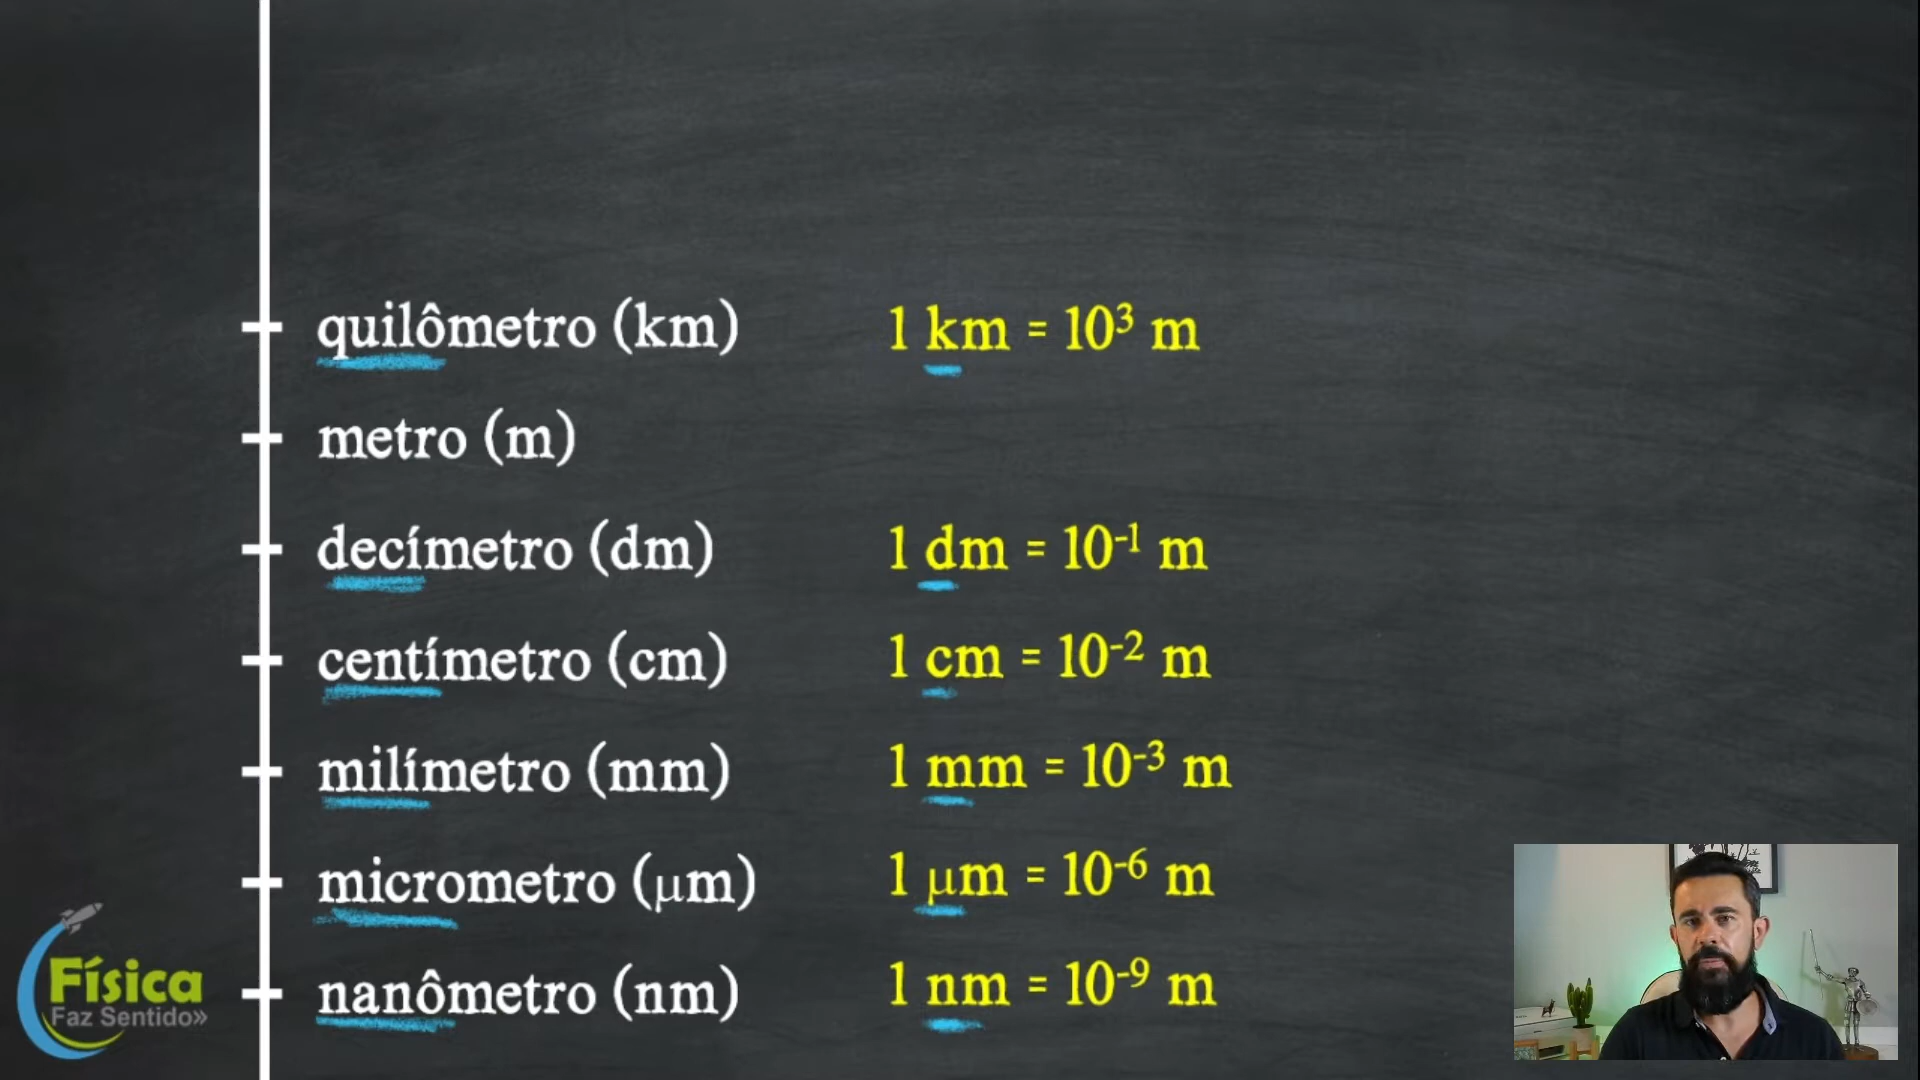 quilômetro (km) 1 km = 10³ m
metro (m)
decímetro (dm) 1 dm = 10⁻¹ m
centímetro (cm) 1 cm = 10⁻² m
milímetro (mm) 1 mm = 10⁻³ m
micrometro (μm) 1 μm = 10⁻⁶ m
nanômetro (nm) 1 nm = 10⁻⁹ m
Física
Faz Sentido»